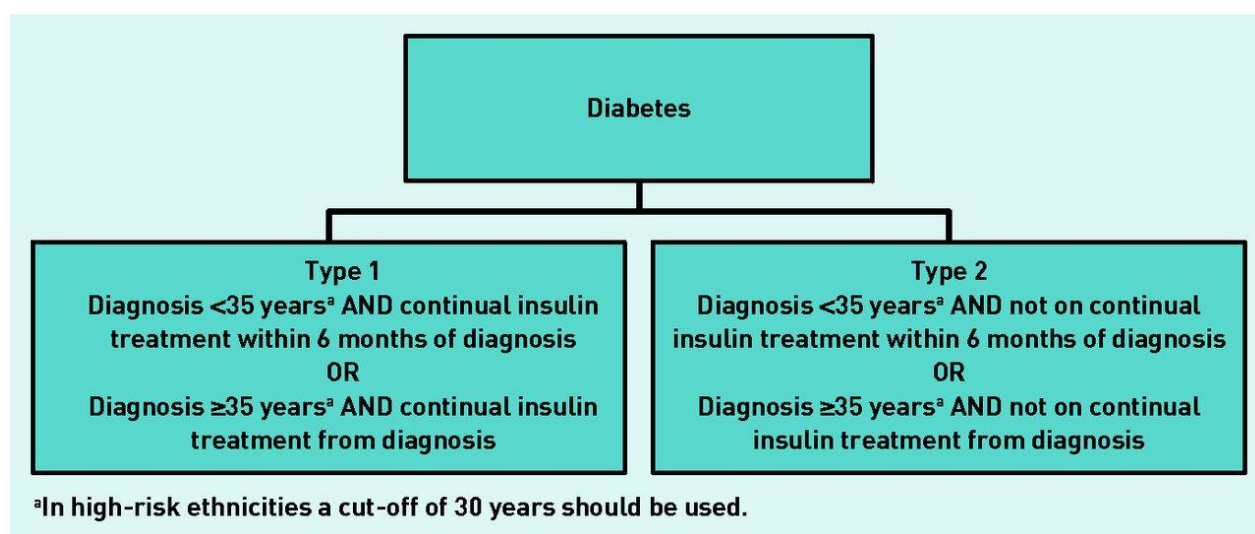 Diabetes
Type 1
Diagnosis <35 yearsᵃ AND continual insulin
treatment within 6 months of diagnosis
OR
Diagnosis ≥35 yearsᵃ AND continual insulin
treatment from diagnosis
Type 2
Diagnosis <35 yearsᵃ AND not on continual
insulin treatment within 6 months of diagnosis
OR
Diagnosis ≥35 yearsᵃ AND not on continual
insulin treatment from diagnosis
ᵃIn high-risk ethnicities a cut-off of 30 years should be used.